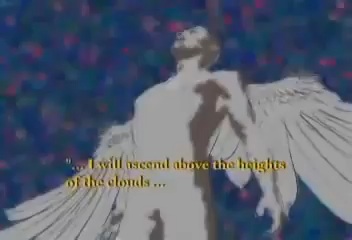 "... I will ascend above the heights
of the clouds ...